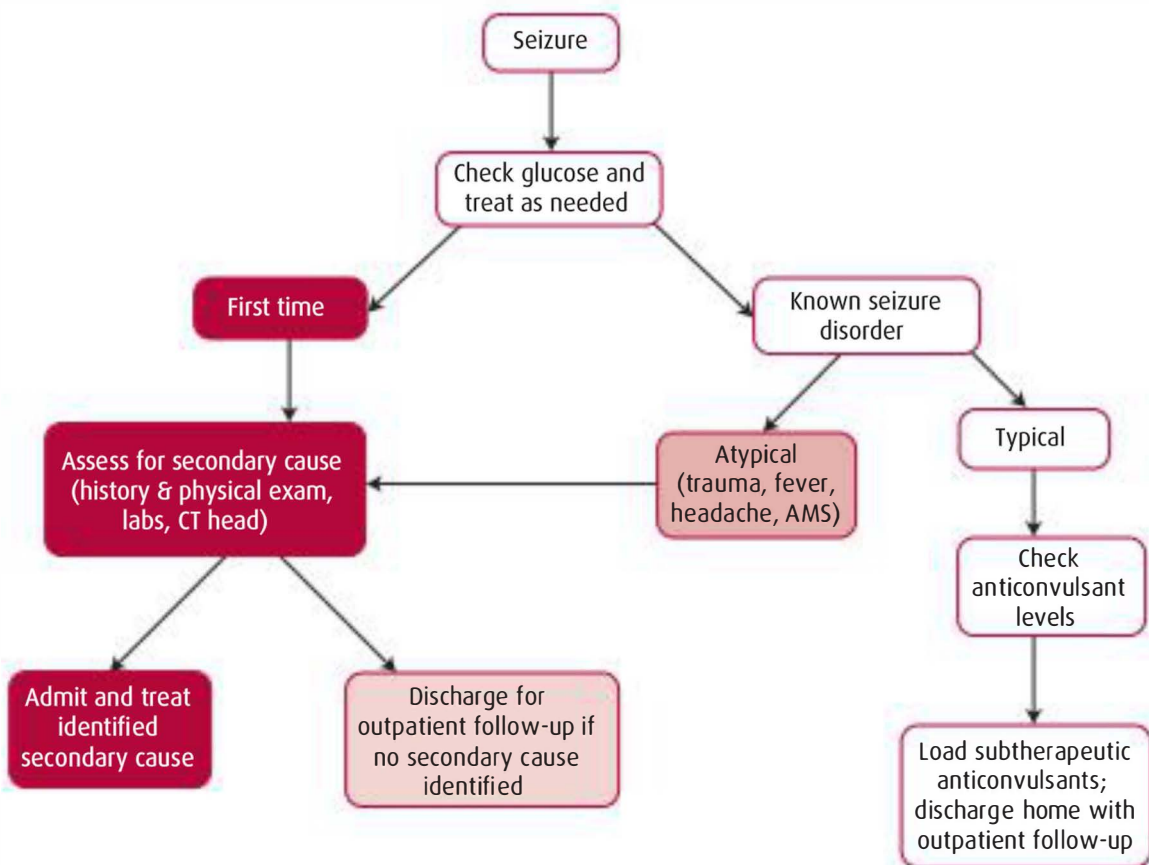 Seizure
Check glucose and
treat as needed
First time
Known seizure
disorder
Assess for secondary cause
(history & physical exam,
labs, CT head)
Atypical
(trauma, fever,
headache, AMS)
Typical
Check
anticonvulsant
levels
Admit and treat
identified
secondary cause
Discharge for
outpatient follow-up if
no secondary cause
identified
Load subtherapeutic
anticonvulsants;
discharge home with
outpatient follow-up